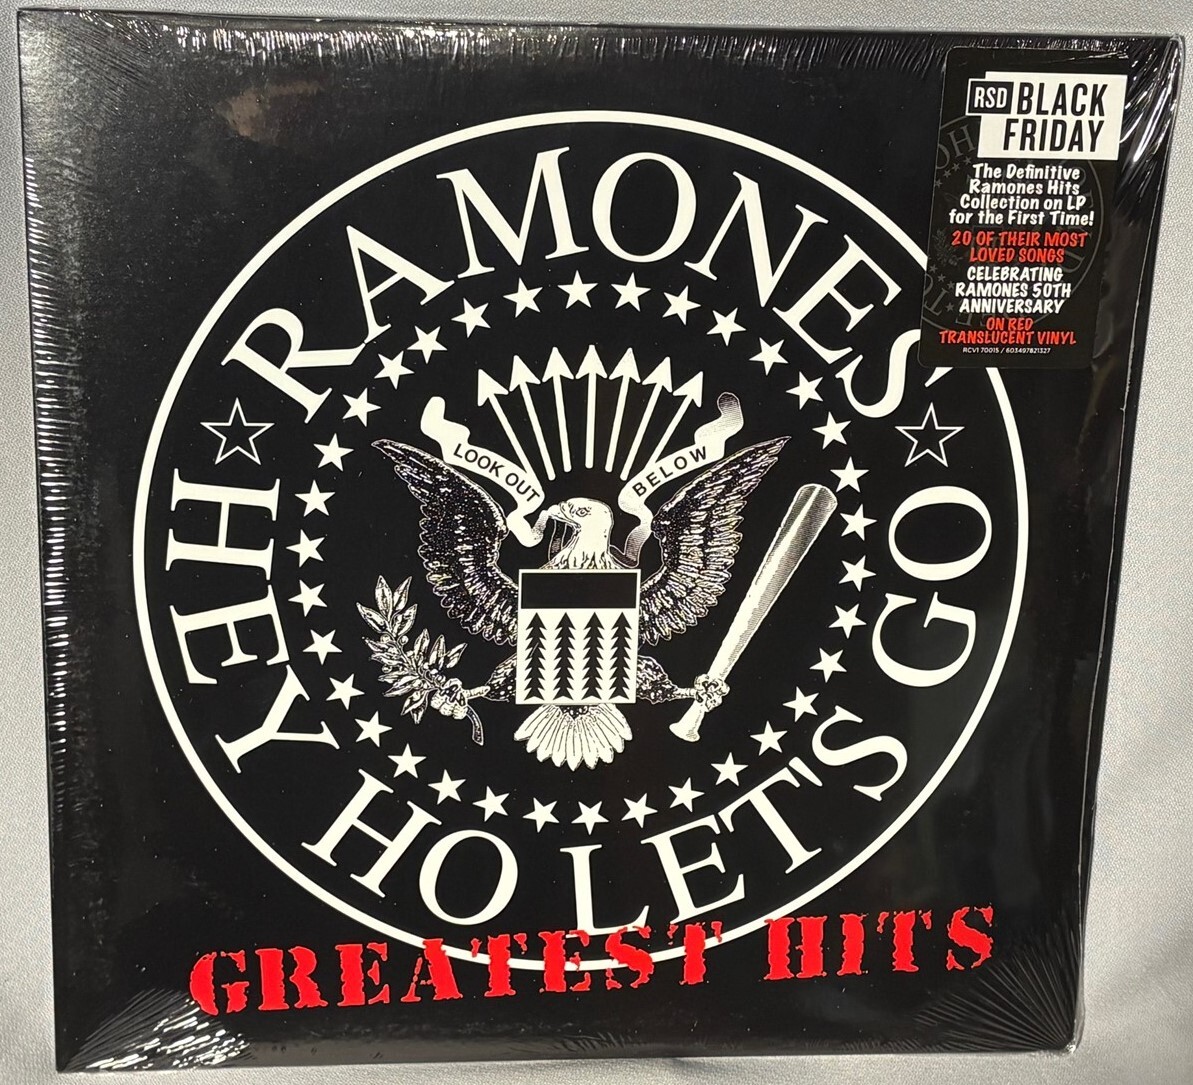 RAMONES
HEY HO LET'S GO
LOOK OUT
BELOW
GREATEST HITS
RSD BLACK
FRIDAY
The Definitive
Ramones Hits
Collection on LP
for the First Time!
20 OF THEIR MOST
LOVED SONGS
CELEBRATING
RAMONES 50TH
ANNIVERSARY
ON RED
TRANSLUCENT VINYL
RCV1 70015 / 603497821327